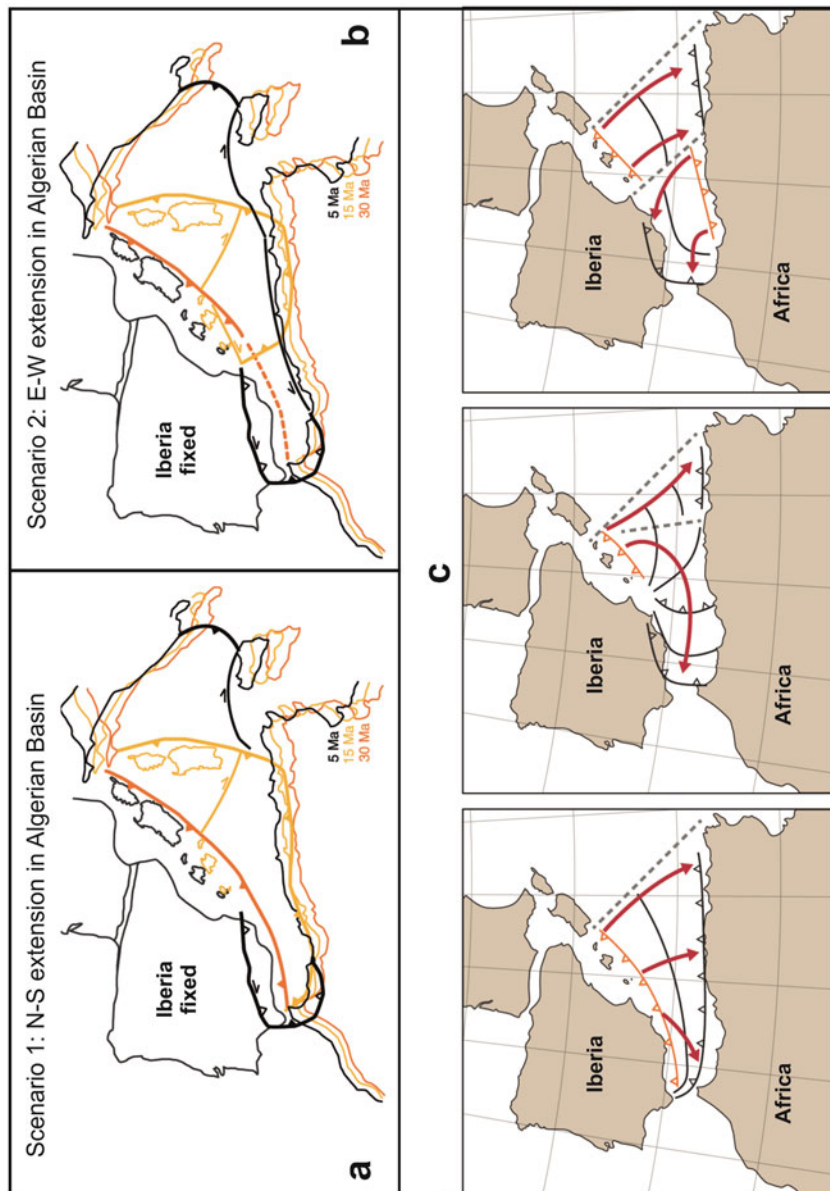 Scenario 1: N-S extension in Algerian Basin
Iberia
fixed
5 Ma
15 Ma
30 Ma
a
Scenario 2: E-W extension in Algerian Basin
Iberia
fixed
5 Ma
15 Ma
30 Ma
b
c
Iberia
Africa
Iberia
Africa
Iberia
Africa